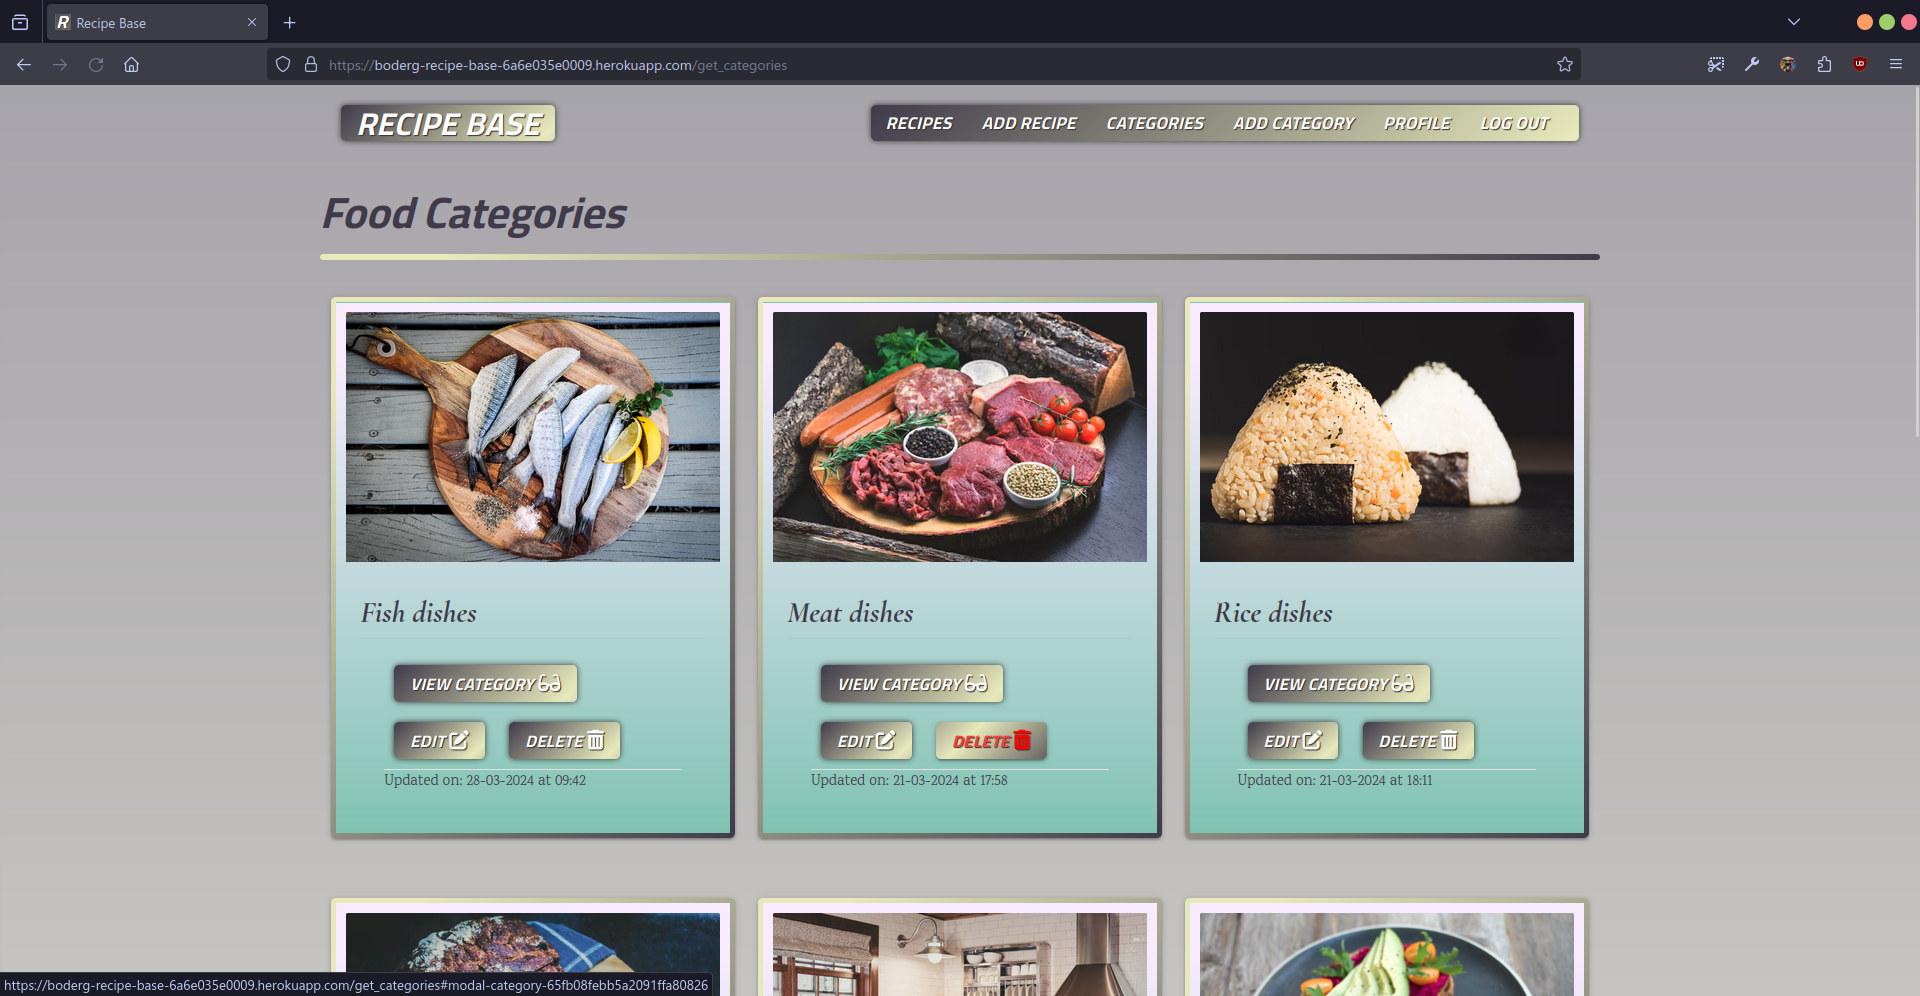 Recipe Base
https://boderg-recipe-base-6a6e035e0009.herokuapp.com/get_categories
RECIPE BASE
RECIPES ADD RECIPE CATEGORIES ADD CATEGORY PROFILE LOG OUT
Food Categories
Fish dishes
VIEW CATEGORY
EDIT DELETE
Updated on: 28-03-2024 at 09:42
Meat dishes
VIEW CATEGORY
EDIT DELETE
Updated on: 21-03-2024 at 17:58
Rice dishes
VIEW CATEGORY
EDIT DELETE
Updated on: 21-03-2024 at 18:11
https://boderg-recipe-base-6a6e035e0009.herokuapp.com/get_categories#modal-category-65fb08febb5a2091ffa80826